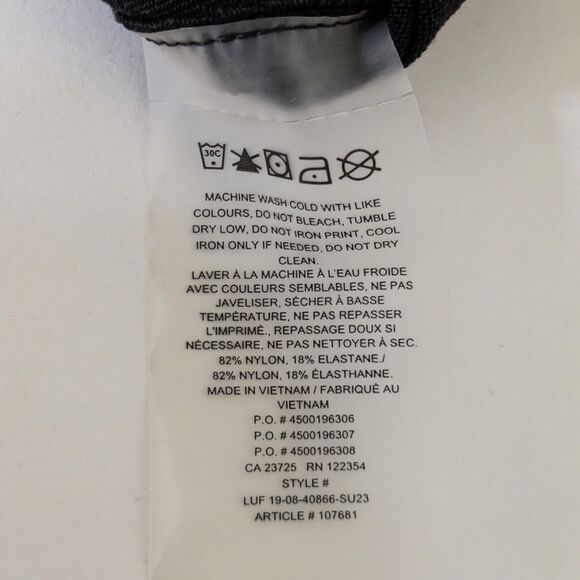 30C
MACHINE WASH COLD WITH LIKE
COLOURS, DO NOT BLEACH, TUMBLE
DRY LOW, DO NOT IRON PRINT, COOL
IRON ONLY IF NEEDED, DO NOT DRY
CLEAN.
LAVER À LA MACHINE À L'EAU FROIDE
AVEC COULEURS SEMBLABLES, NE PAS
JAVELISER, SÉCHER À BASSE
TEMPÉRATURE, NE PAS REPASSER
L'IMPRIMÉ., REPASSAGE DOUX SI
NÉCESSAIRE, NE PAS NETTOYER À SEC.
82% NYLON, 18% ELASTANE./
82% NYLON, 18% ÉLASTHANNE.
MADE IN VIETNAM / FABRIQUÉ AU
VIETNAM
P.O. # 4500196306
P.O. # 4500196307
P.O. # 4500196308
CA 23725 RN 122354
STYLE #
LUF 19-08-40866-SU23
ARTICLE # 107681